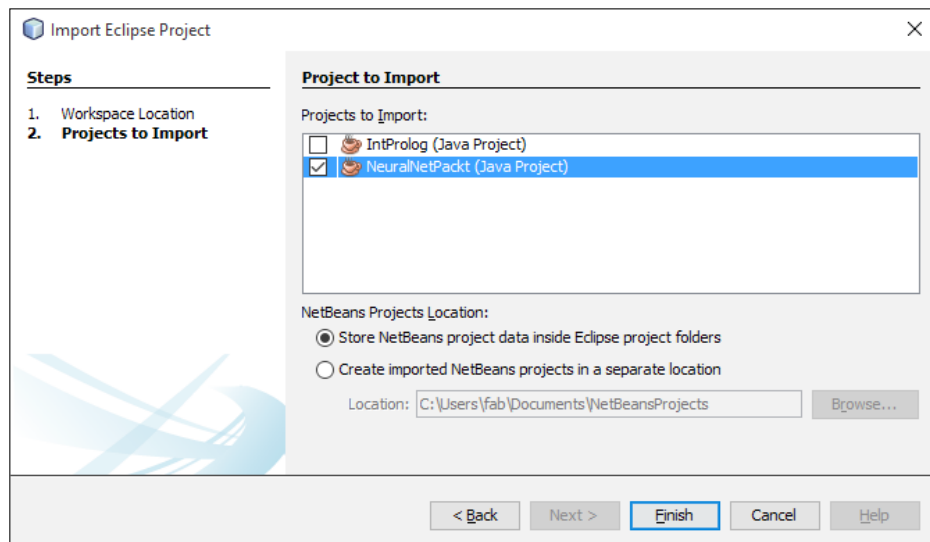 Import Eclipse Project
Steps
1. Workspace Location
2. Projects to Import
Project to Import
Projects to Import:
IntProlog (Java Project)
NeuralNetPackt (Java Project)
NetBeans Projects Location:
Store NetBeans project data inside Eclipse project folders
Create imported NetBeans projects in a separate location
Location: C:\Users\fab\Documents\NetBeansProjects Browse...
< Back Next > Finish Cancel Help